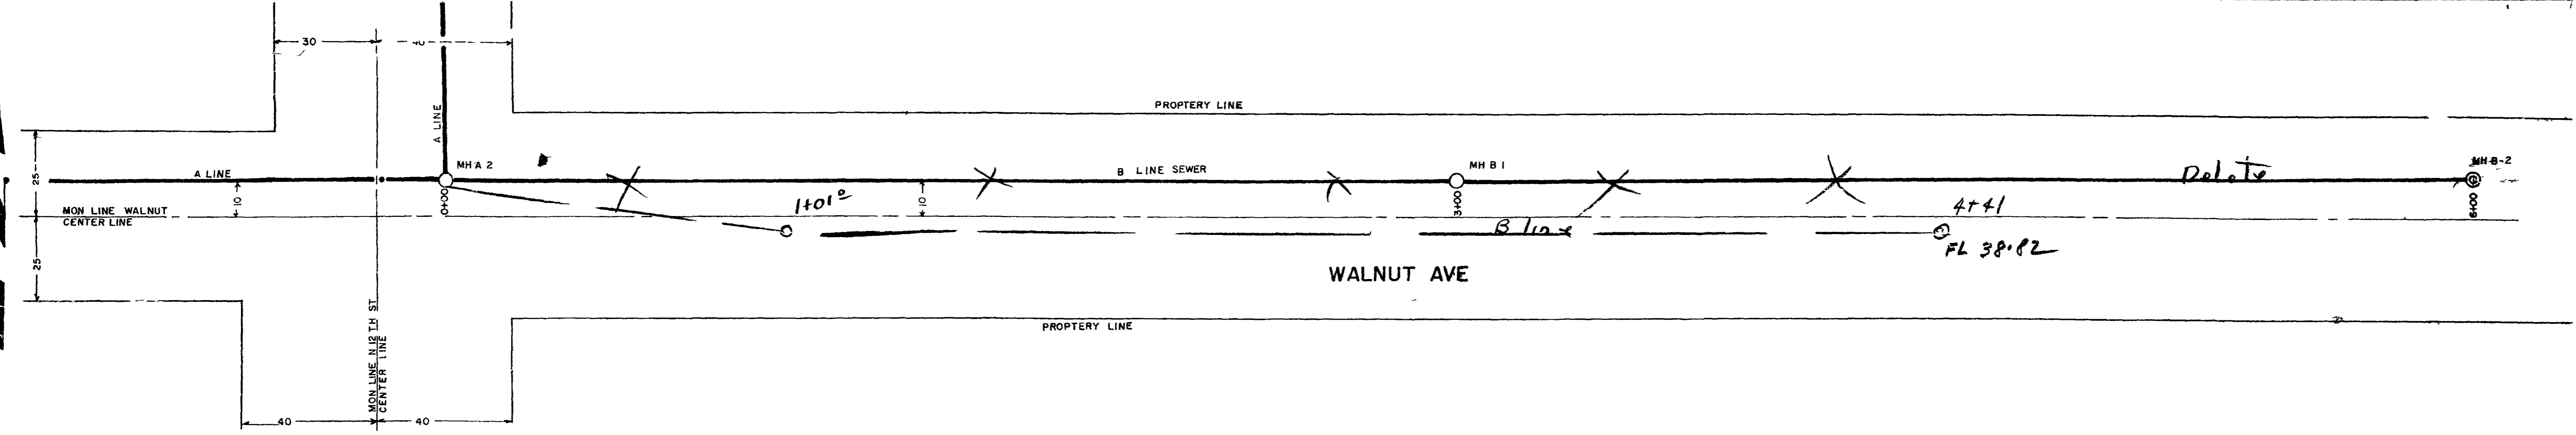 30
40
PROPTERY LINE
A LINE
MH A 2
A LINE
25
10
B LINE SEWER
MH B 1
Delete
MH B-2
1+01°
10
0+00
3+00
6+00
MON LINE WALNUT
CENTER LINE
4+41
B line
FL 38.82
25
WALNUT AVE
PROPTERY LINE
MON LINE N 12 TH ST
CENTER LINE
40
40